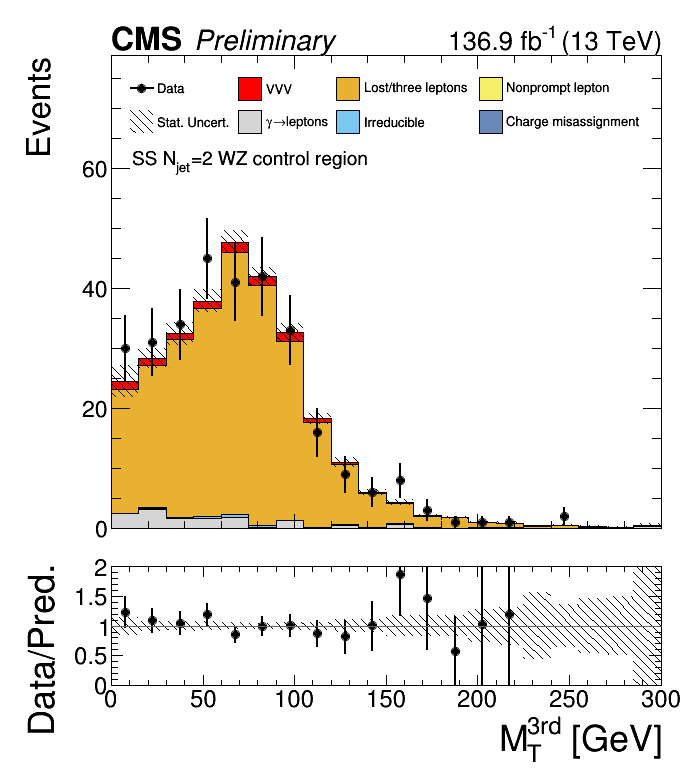 CMS Preliminary 136.9 fb⁻¹ (13 TeV)
Events
Data VVV Lost/three leptons Nonprompt lepton
Stat. Uncert. γ→leptons Irreducible Charge misassignment
SS N_jet=2 WZ control region
60
40
20
0
Data/Pred.
2
1.5
1
0.5
0
0 50 100 150 200 250 300
M_T^3rd [GeV]